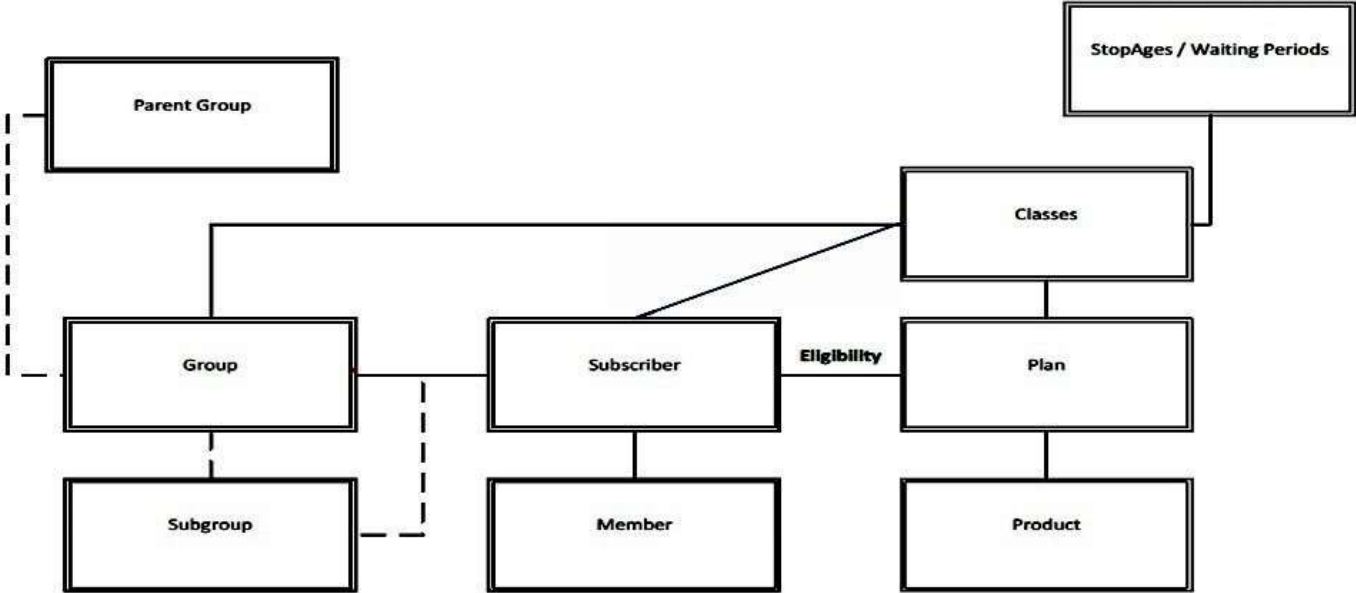 StopAges / Waiting Periods
Parent Group
Classes
Group
Subscriber
Eligibility
Plan
Subgroup
Member
Product